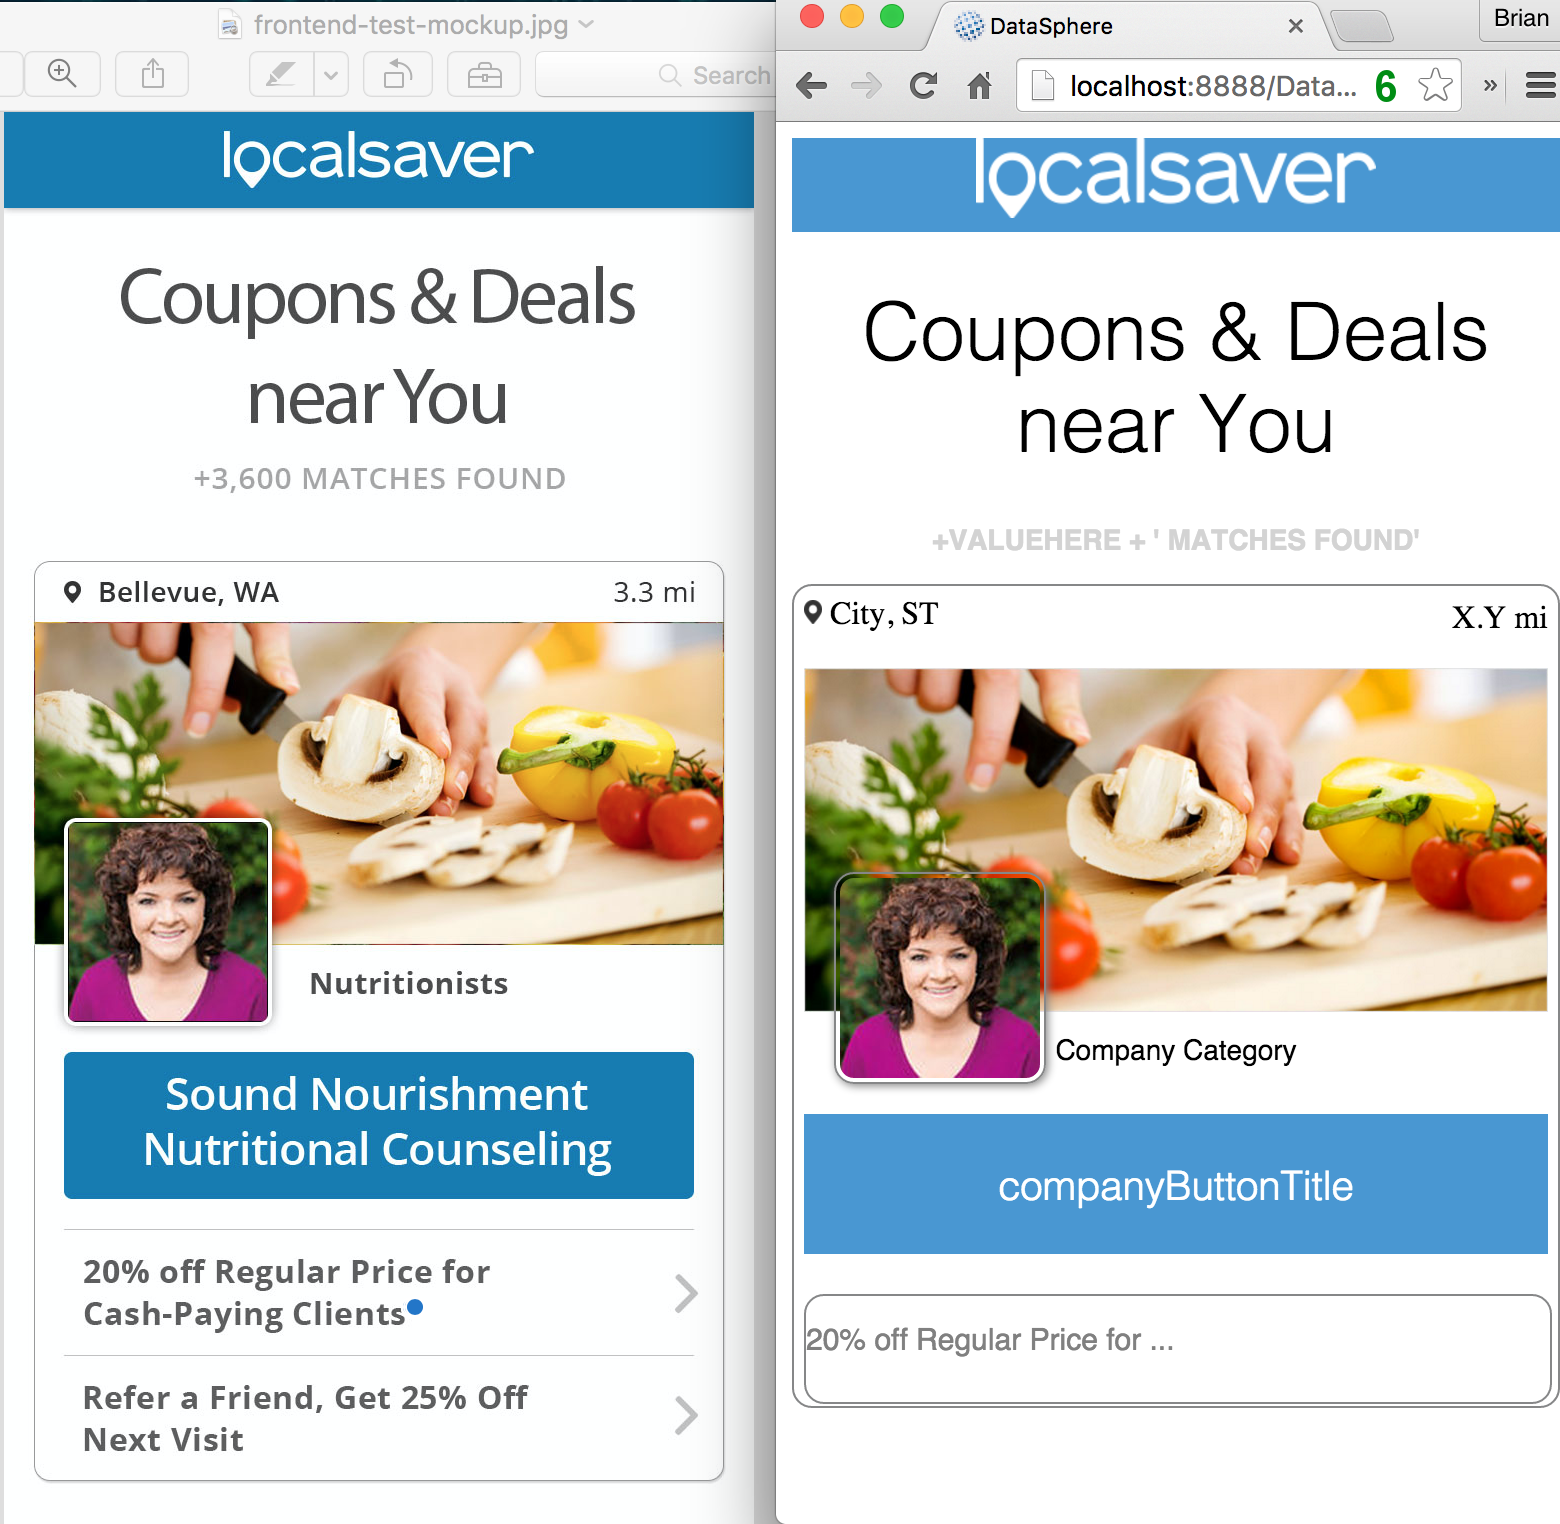 frontend-test-mockup.jpg
Search
localsaver
Coupons & Deals
near You
+3,600 MATCHES FOUND
Bellevue, WA
3.3 mi
Nutritionists
Sound Nourishment
Nutritional Counseling
20% off Regular Price for
Cash-Paying Clients
Refer a Friend, Get 25% Off
Next Visit
DataSphere
Brian
localhost:8888/Data...
6
»
localsaver
Coupons & Deals
near You
+VALUEHERE + ' MATCHES FOUND'
City, ST
X.Y mi
Company Category
companyButtonTitle
20% off Regular Price for ...